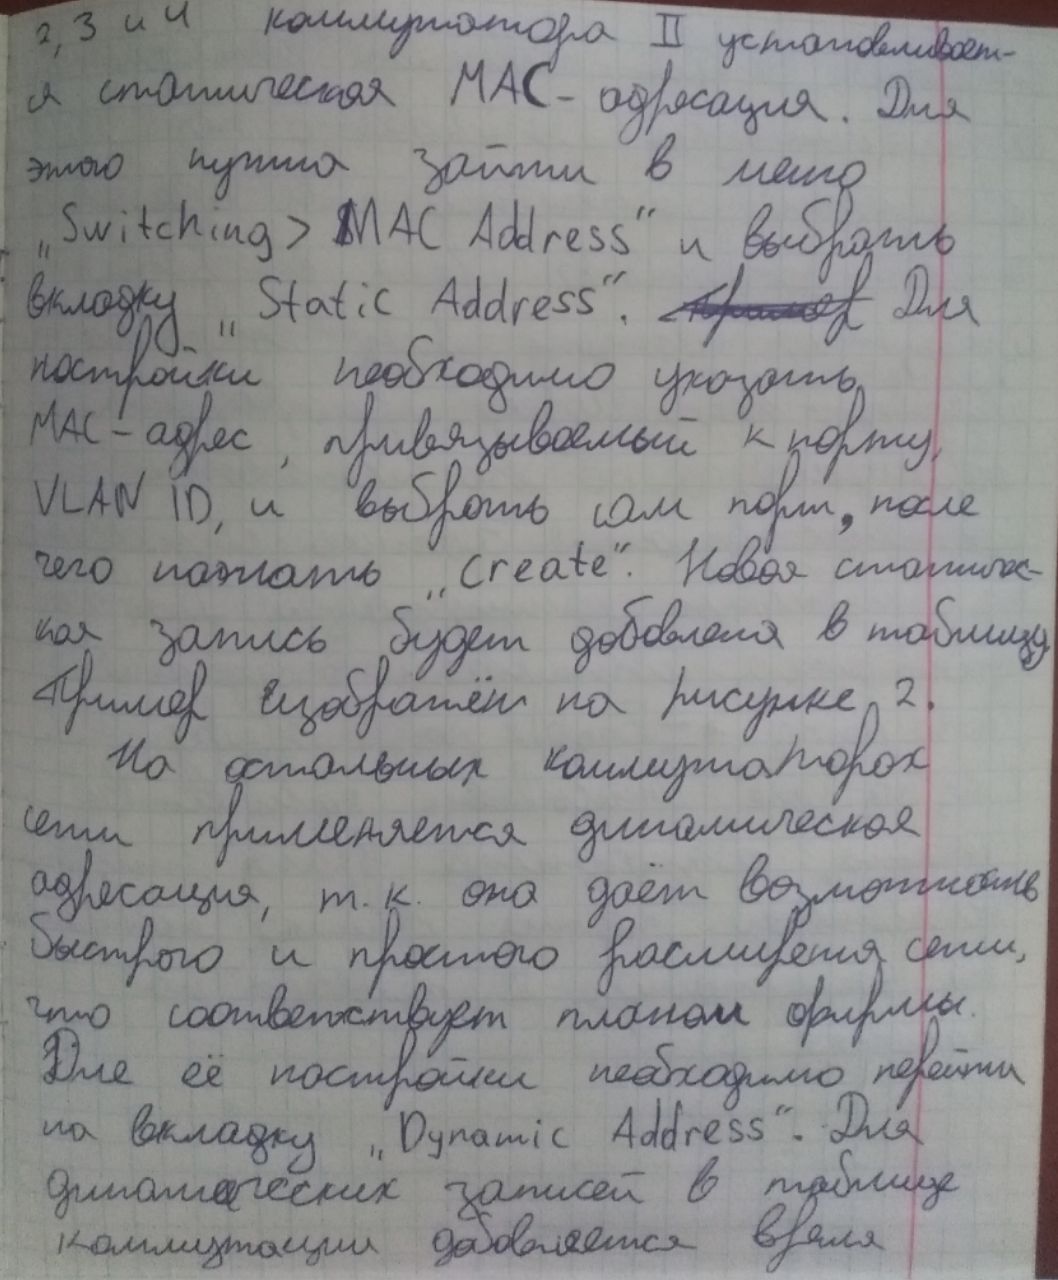 2, 3 и 4 коммутатора II устанавливает-
ся статическая MAC-адресация. Для
этого нужно зайти в меню
„Switching > MAC Address“ и выбрать
вкладку „Static Address“. Для
настройки необходимо указать
MAC-адрес, привязываемый к порту,
VLAN ID, и выбрать сам порт, после
чего нажать „Create“. Новая статичес-
кая запись будет добавлена в таблицу
Пример изображён на рисунке 2.
На остальных коммутаторах
сети применяется динамическая
адресация, т.к. она даёт возможность
быстрого и простого расширения сети,
что соответствует планам фирмы.
Для её настройки необходимо перейти
на вкладку „Dynamic Address“. Для
динамических записей в таблице
коммутации добавляется время